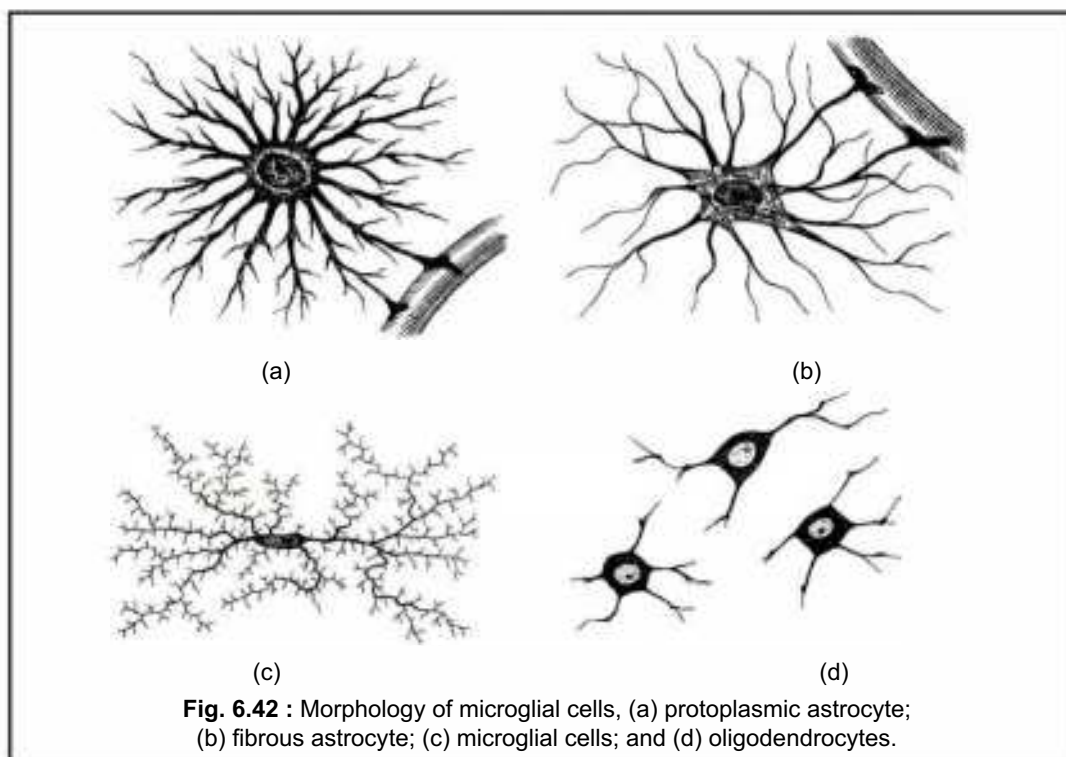 (a)
(b)
(c)
(d)
Fig. 6.42 : Morphology of microglial cells, (a) protoplasmic astrocyte;
(b) fibrous astrocyte; (c) microglial cells; and (d) oligodendrocytes.